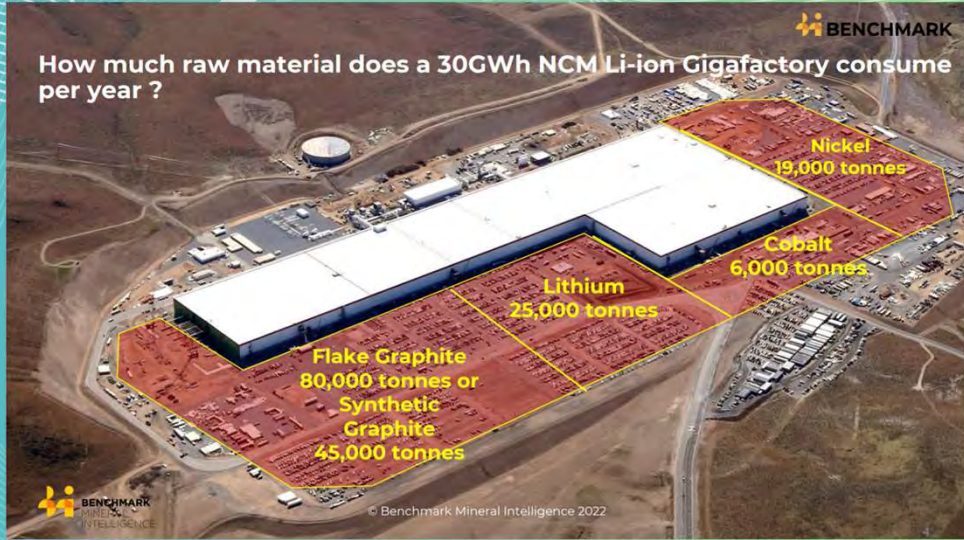 BENCHMARK
How much raw material does a 30GWh NCM Li-ion Gigafactory consume
per year ?
Nickel
19,000 tonnes
Cobalt
6,000 tonnes
Lithium
25,000 tonnes
Flake Graphite
80,000 tonnes or
Synthetic
Graphite
45,000 tonnes
BENCHMARK
MINERAL
INTELLIGENCE
© Benchmark Mineral Intelligence 2022